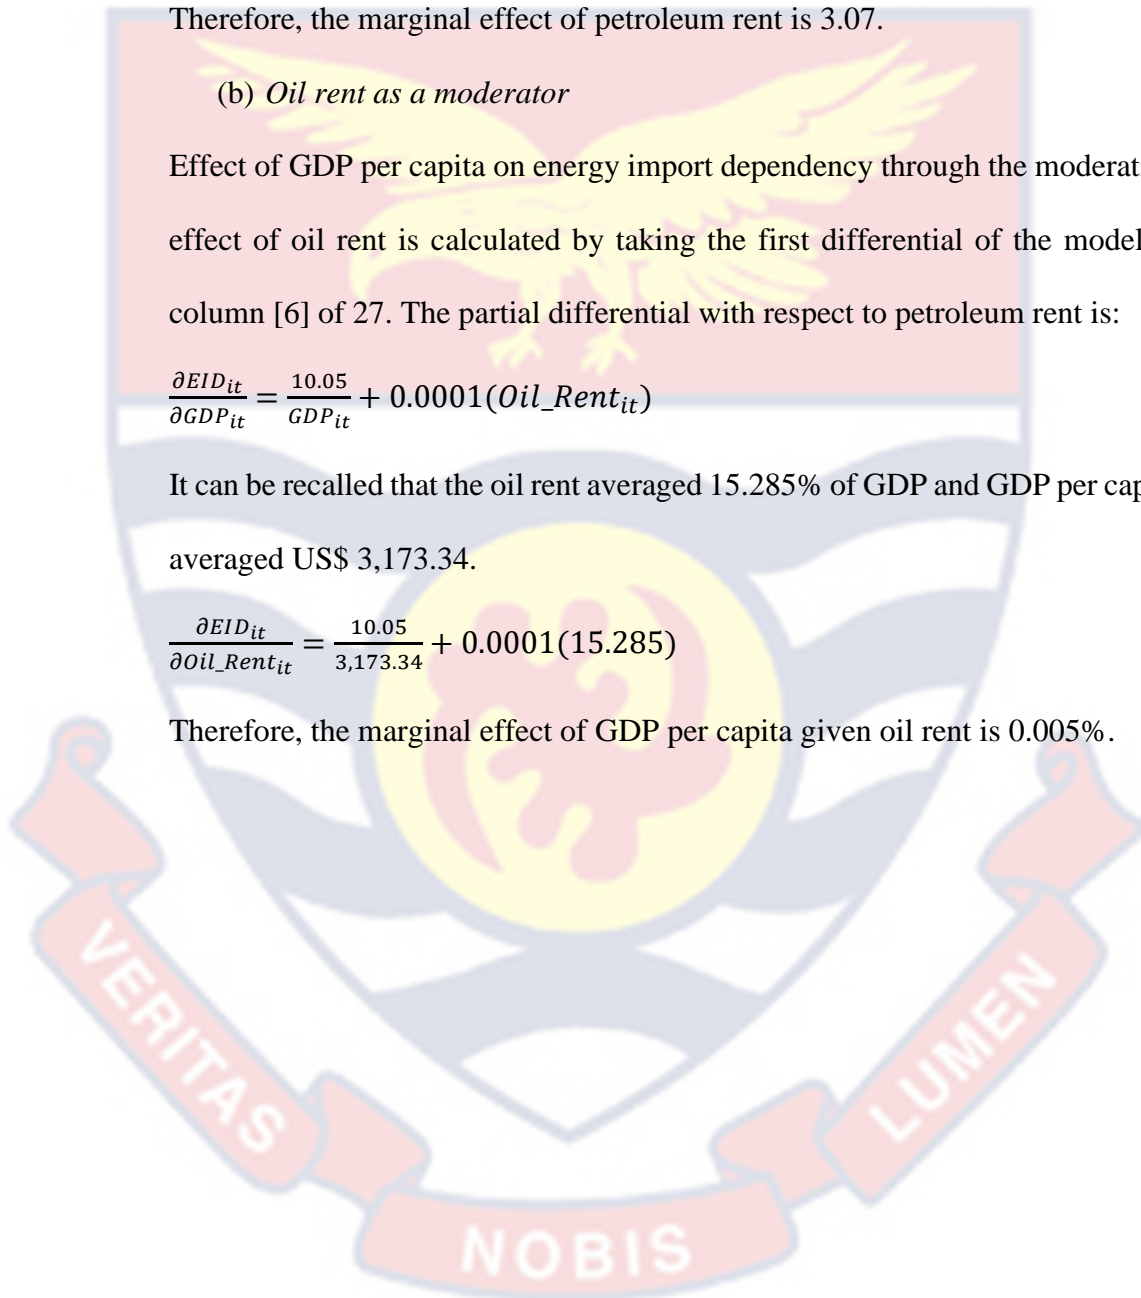 Therefore, the marginal effect of petroleum rent is 3.07.
(b) Oil rent as a moderator
Effect of GDP per capita on energy import dependency through the moderati
effect of oil rent is calculated by taking the first differential of the model
column [6] of 27. The partial differential with respect to petroleum rent is:
∂EID_it/∂GDP_it = 10.05/GDP_it + 0.0001(Oil_Rent_it)
It can be recalled that the oil rent averaged 15.285% of GDP and GDP per cap
averaged US$ 3,173.34.
∂EID_it/∂Oil_Rent_it = 10.05/3,173.34 + 0.0001(15.285)
Therefore, the marginal effect of GDP per capita given oil rent is 0.005%.
VERITAS
NOBIS
LUMEN